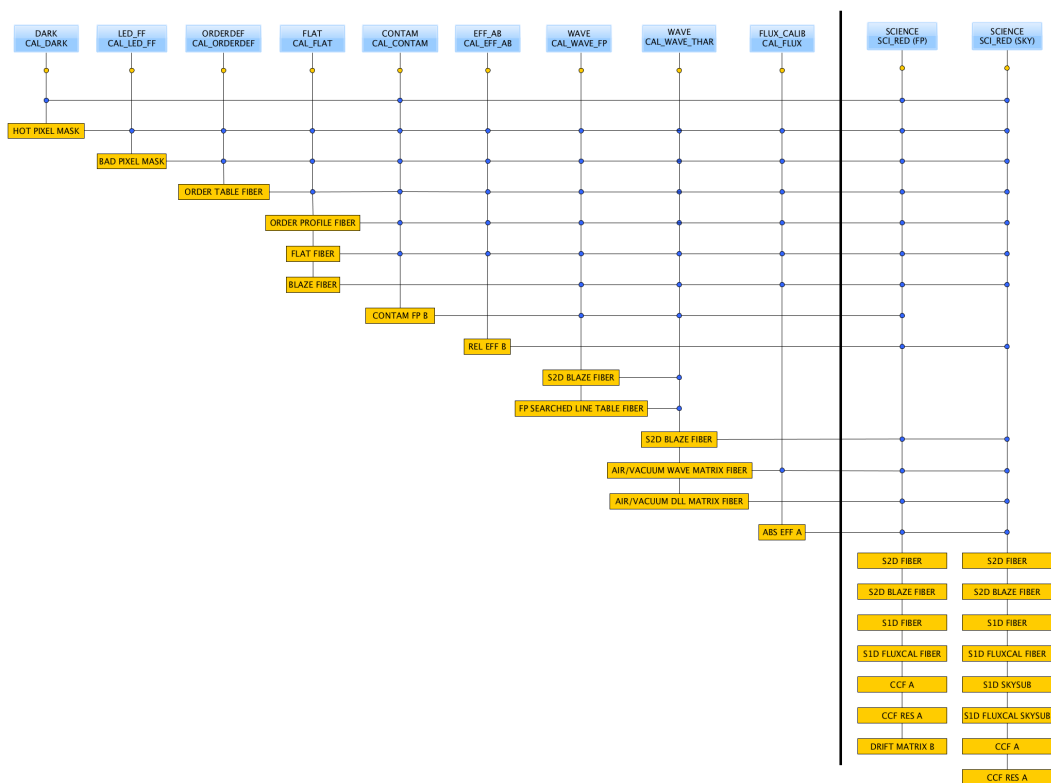 DARK
CAL_DARK
LED_FF
CAL_LED_FF
ORDERDEF
CAL_ORDERDEF
FLAT
CAL_FLAT
CONTAM
CAL_CONTAM
EFF_AB
CAL_EFF_AB
WAVE
CAL_WAVE_FP
WAVE
CAL_WAVE_THAR
FLUX_CALIB
CAL_FLUX
SCIENCE
SCI_RED (FP)
SCIENCE
SCI_RED (SKY)
HOT PIXEL MASK
BAD PIXEL MASK
ORDER TABLE FIBER
ORDER PROFILE FIBER
FLAT FIBER
BLAZE FIBER
CONTAM FP B
REL EFF B
S2D BLAZE FIBER
FP SEARCHED LINE TABLE FIBER
S2D BLAZE FIBER
AIR/VACUUM WAVE MATRIX FIBER
AIR/VACUUM DLL MATRIX FIBER
ABS EFF A
S2D FIBER
S2D FIBER
S2D BLAZE FIBER
S2D BLAZE FIBER
S1D FIBER
S1D FIBER
S1D FLUXCAL FIBER
S1D FLUXCAL FIBER
CCF A
S1D SKYSUB
CCF RES A
S1D FLUXCAL SKYSUB
DRIFT MATRIX B
CCF A
CCF RES A